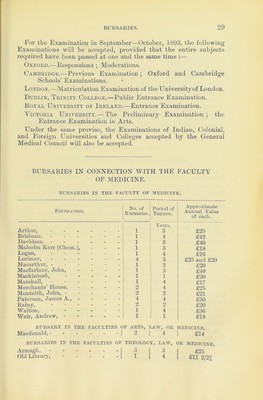 BURSARIES. 29
For the Examination in September—October, 1893, the following
Examinations will be accepted, provided that the entire subjects
required have been passed at one and the same time :—
OXFORD.—Responsions ; Moderations.
CAMBRIDGE.—Previous Examination ; Oxford and Cambridge
Schools' Examinations.
LONDON.—Matriculation Examination of the University of London.
DUBLIN, TRINITY COLLEGE.—Public Entrance Examination.
ROYAL UNIVERSITY OF IRELAND.—Entrance Examination.
VICTORIA UNIVERSITY.—The Preliminary Examination ; the
Entrance Examination in Arts.
Under the same proviso, the Examinations of Indian, Colonial,
and Foreign Universities and Colleges accepted by the General
Medical Council will also be accepted.
BURSARIES IN CONNECTION WITH THE FACULTY
OF MEDICINE.
BURSARIES IN THE FACULTY OF MEDICINE.
FOUNDATION. No. of Bursaries. Period of Tenure. Approximate Annual Value of each.
Years.
Arthur, - 1 3 £25
Brisbane, - 1 4 £42
Davidson, - 1 3 £40
Malcolm Kerr (Chem.), 1 3 £18
Logan, - 1 4 £16
Lorimer, - 4 3 £25 and £20
Macarthur, - 1 2 £20
Macfarlane, John, - 1 3 £40
Mackintosh, - 1 1 £30
Marshall, - 1 4 £17
Merchants' House, - 2 4 £25
Monteith, John, - 2 2 £21
Paterson, James A., - 4 4 £30
Rainy, - 2 2 £20
Walton, - 1 4 £36
Weir, Andrew, - 1 1 £18
BURSARY IN THE FACULTIES OF ARTS, LAW, OR MEDICINE.
Macdonald, - 2 4 £14
BURSARIES IN THE FACULTIES OF THEOLOGY, LAW, OR MEDICINE.
Armagh, - 3 3 £25
Old Library, - 1 4 £11 2/2¾